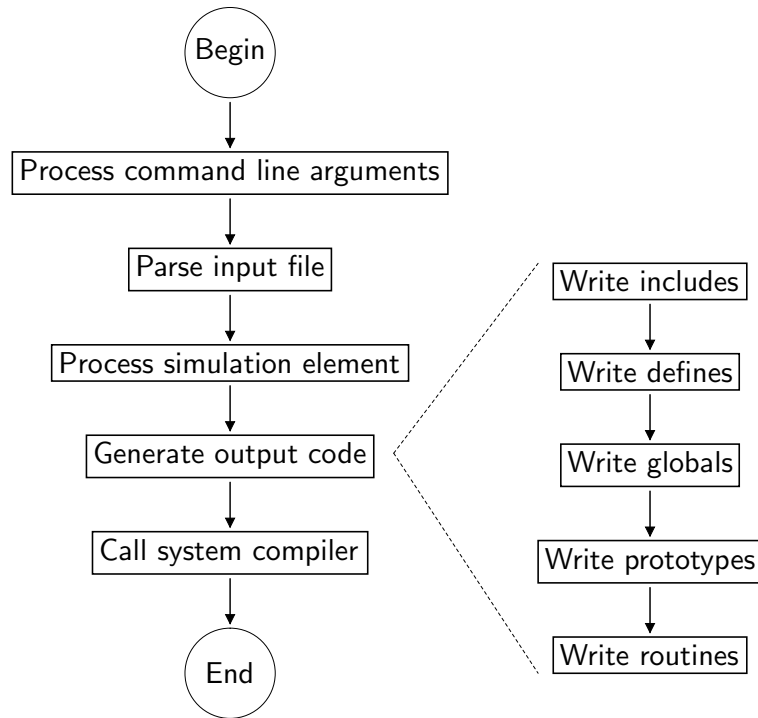 Begin
Process command line arguments
Parse input file
Process simulation element
Generate output code
Call system compiler
End
Write includes
Write defines
Write globals
Write prototypes
Write routines